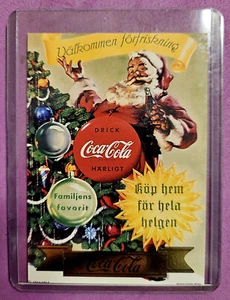 Välkommen förfriskning
DRICK
Coca-Cola
HÄRLIGT
Familjens
favorit
Köp hem
för hela
helgen
Coca-Cola